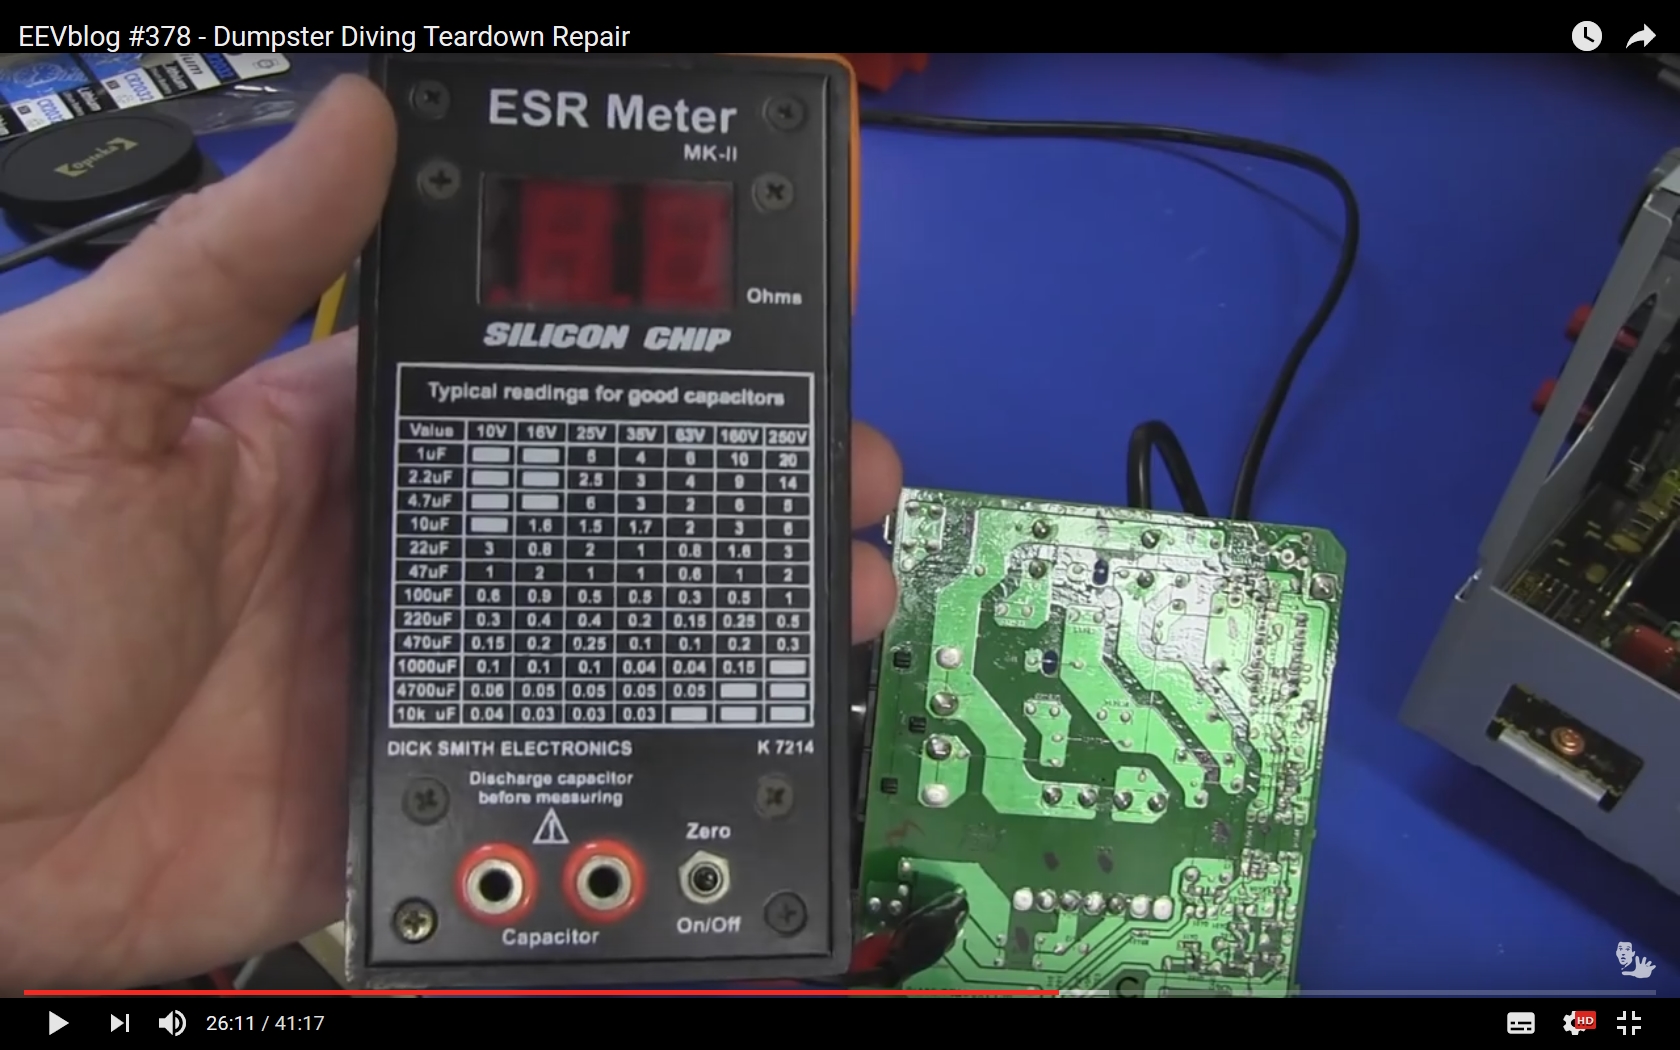 EEVblog #378 - Dumpster Diving Teardown Repair
ESR Meter
MK-II
Ohms
SILICON CHIP
Typical readings for good capacitors
Value 10V 16V 25V 35V 63V 160V 250V
1uF 5 4 6 10 20
2.2uF 2.5 3 4 9 14
4.7uF 6 3 2 6 5
10uF 1.6 1.5 1.7 2 3 6
22uF 3 0.8 2 1 0.8 1.6 3
47uF 1 2 1 1 0.6 1 2
100uF 0.6 0.9 0.5 0.5 0.3 0.5 1
220uF 0.3 0.4 0.4 0.2 0.15 0.25 0.5
470uF 0.15 0.2 0.25 0.1 0.1 0.2 0.3
1000uF 0.1 0.1 0.1 0.04 0.04 0.15
4700uF 0.06 0.05 0.05 0.05 0.05
10k uF 0.04 0.03 0.03 0.03
DICK SMITH ELECTRONICS K 7214
Discharge capacitor
before measuring
Zero
On/Off
Capacitor
CR2032
Lithium
26:11 / 41:17
HD